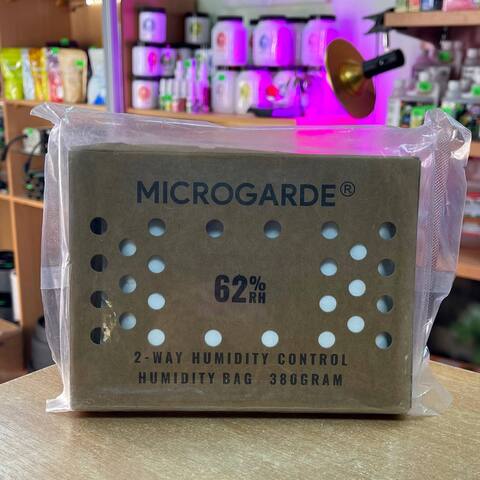 MICROGARDE®
62% RH
2-WAY HUMIDITY CONTROL
HUMIDITY BAG 380GRAM